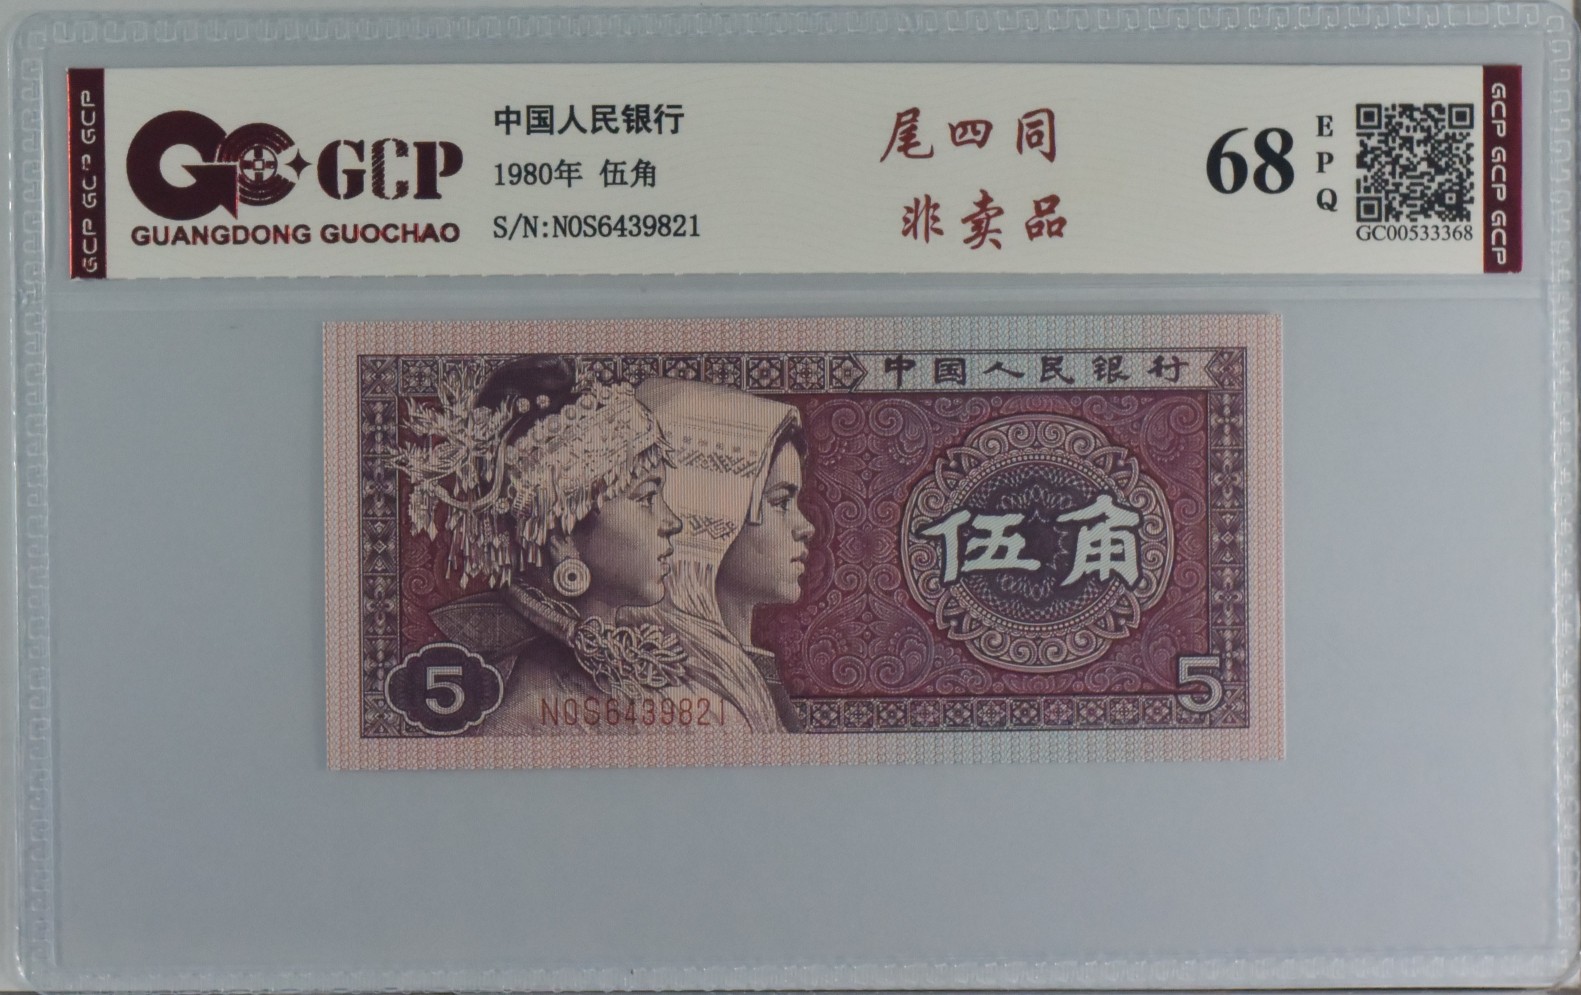 GCP GCP GCP
GCP
GUANGDONG GUOCHAO
中国人民银行
1980年 伍角
S/N:N0S6439821
尾四同
非卖品
68
EPQ
GC00533368
GCP GCP GCP
中国人民银行
伍角
5
N0S6439821
5